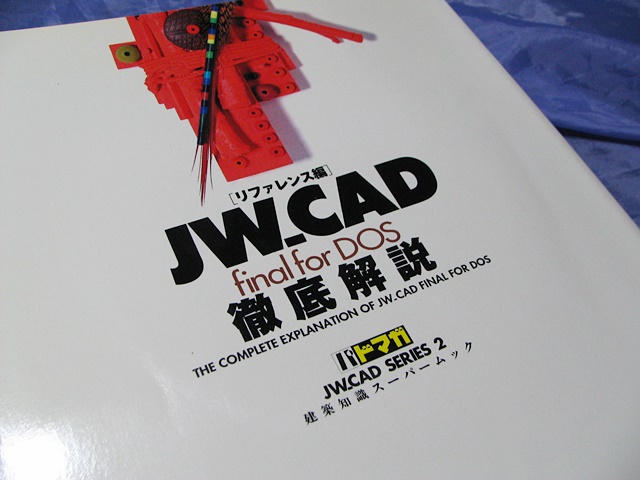 [リファレンス編]
JW_CAD
final for DOS
徹底解説
THE COMPLETE EXPLANATION OF JW_CAD FINAL FOR DOS
パドマガ
JW_CAD SERIES 2
建築知識スーパームック